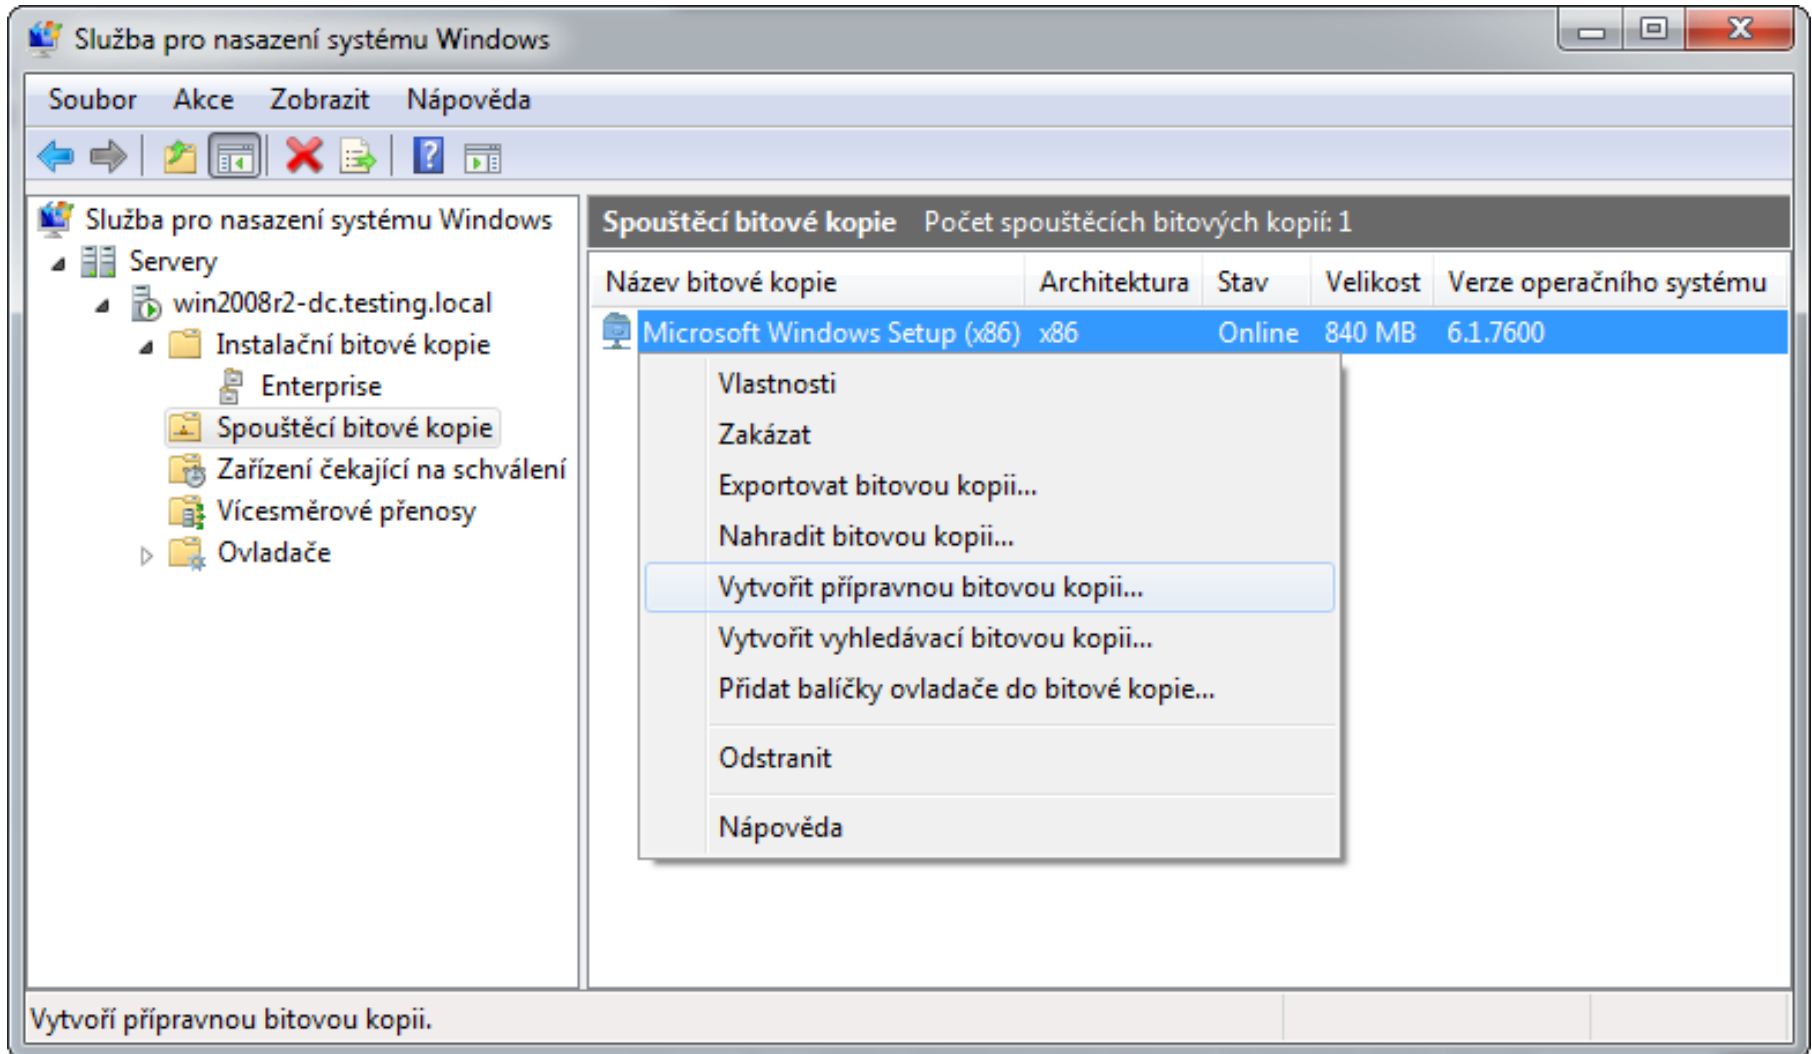 Služba pro nasazení systému Windows
Soubor Akce Zobrazit Nápověda
Služba pro nasazení systému Windows
Servery
win2008r2-dc.testing.local
Instalační bitové kopie
Enterprise
Spouštěcí bitové kopie
Zařízení čekající na schválení
Vícesměrové přenosy
Ovladače
Spouštěcí bitové kopie Počet spouštěcích bitových kopií: 1
Název bitové kopie Architektura Stav Velikost Verze operačního systému
Microsoft Windows Setup (x86) x86 Online 840 MB 6.1.7600
Vlastnosti
Zakázat
Exportovat bitovou kopii...
Nahradit bitovou kopii...
Vytvořit přípravnou bitovou kopii...
Vytvořit vyhledávací bitovou kopii...
Přidat balíčky ovladače do bitové kopie...
Odstranit
Nápověda
Vytvoří přípravnou bitovou kopii.